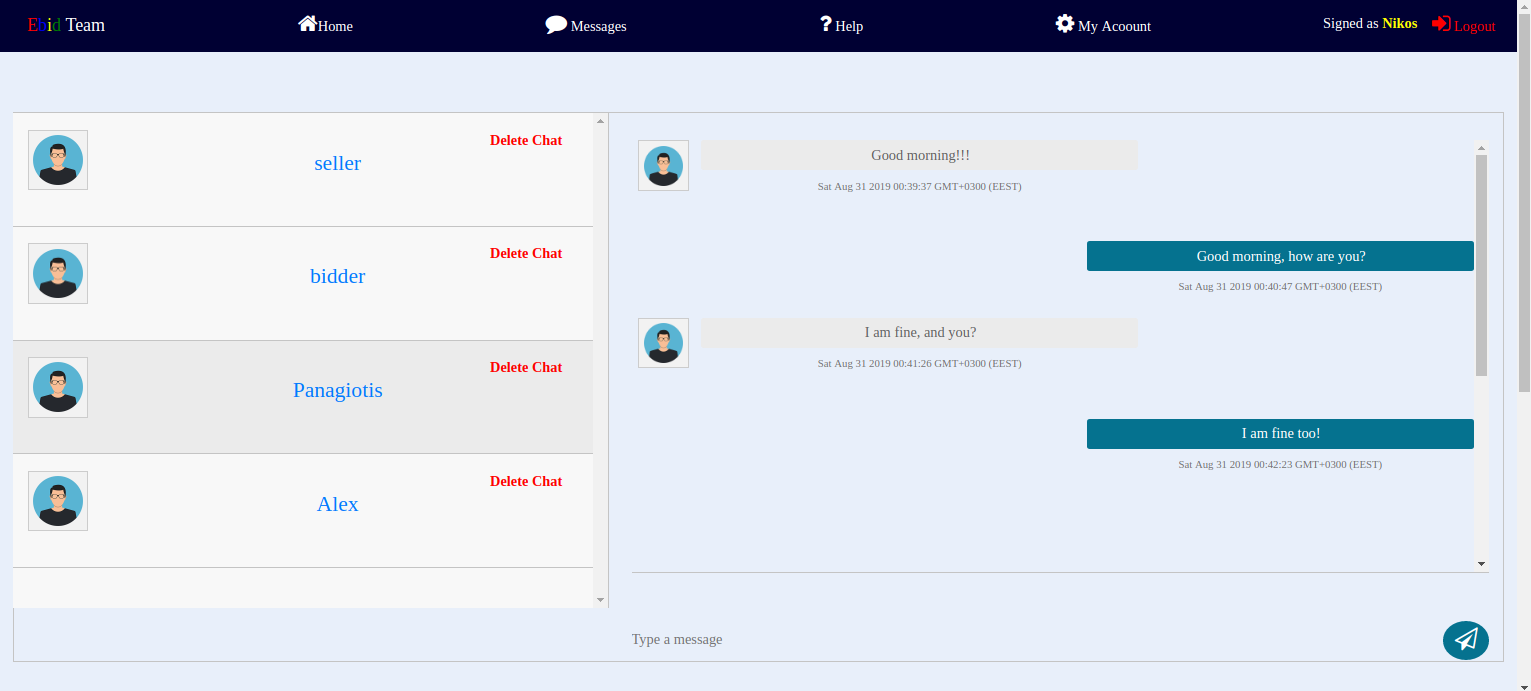 Ebid Team Home Messages ? Help My Acoount Signed as Nikos Logout
Delete Chat
seller
Delete Chat
bidder
Delete Chat
Panagiotis
Delete Chat
Alex
Good morning!!!
Sat Aug 31 2019 00:39:37 GMT+0300 (EEST)
Good morning, how are you?
Sat Aug 31 2019 00:40:47 GMT+0300 (EEST)
I am fine, and you?
Sat Aug 31 2019 00:41:26 GMT+0300 (EEST)
I am fine too!
Sat Aug 31 2019 00:42:23 GMT+0300 (EEST)
Type a message